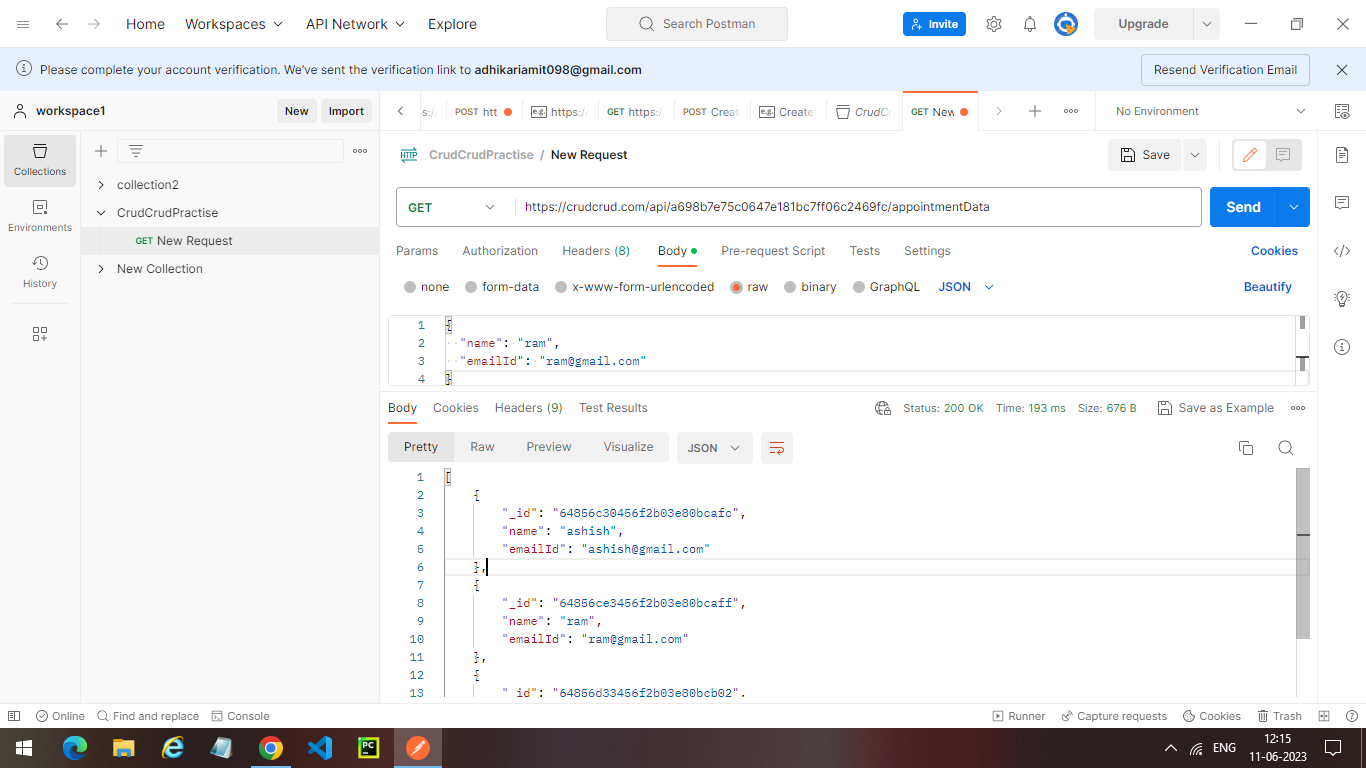 Home Workspaces API Network Explore Search Postman Invite Upgrade
Please complete your account verification. We've sent the verification link to adhikariamit098@gmail.com Resend Verification Email
workspace1 New Import
POST htt e.g. https:/ GET https: POST Creat e.g. Create CrudCr GET New No Environment
Collections
Environments
History
collection2
CrudCrudPractise
GET New Request
New Collection
HTTP CrudCrudPractise / New Request Save
GET https://crudcrud.com/api/a698b7e75c0647e181bc7ff06c2469fc/appointmentData Send
Params Authorization Headers (8) Body Pre-request Script Tests Settings Cookies
none form-data x-www-form-urlencoded raw binary GraphQL JSON Beautify
1 {
2 "name": "ram",
3 "emailId": "ram@gmail.com"
4 }
Body Cookies Headers (9) Test Results Status: 200 OK Time: 193 ms Size: 676 B Save as Example
Pretty Raw Preview Visualize JSON
1 [
2 {
3 "_id": "64856c30456f2b03e80bcafc",
4 "name": "ashish",
5 "emailId": "ashish@gmail.com"
6 },
7 {
8 "_id": "64856ce3456f2b03e80bcaff",
9 "name": "ram",
10 "emailId": "ram@gmail.com"
11 },
12 {
13 "_id": "64856d33456f2b03e80bcb02",
Online Find and replace Console Runner Capture requests Cookies Trash
PC ENG 12:15
11-06-2023